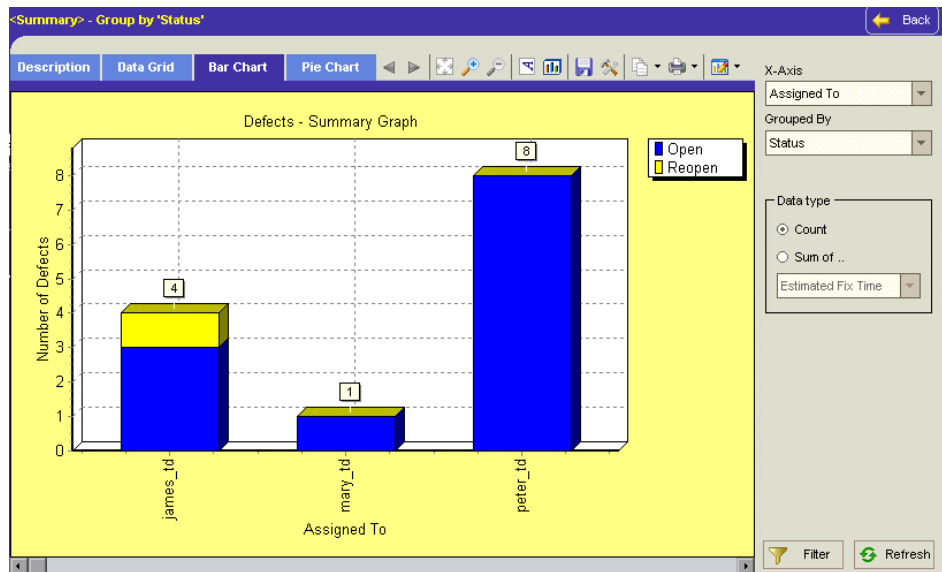 <Summary> - Group by 'Status'
Back
Description
Data Grid
Bar Chart
Pie Chart
X-Axis
Assigned To
Grouped By
Status
Data type
Count
Sum of ..
Estimated Fix Time
Defects - Summary Graph
Open
Reopen
Number of Defects
8
7
6
5
4
3
2
1
0
4
1
8
james_td
mary_td
peter_td
Assigned To
Filter
Refresh